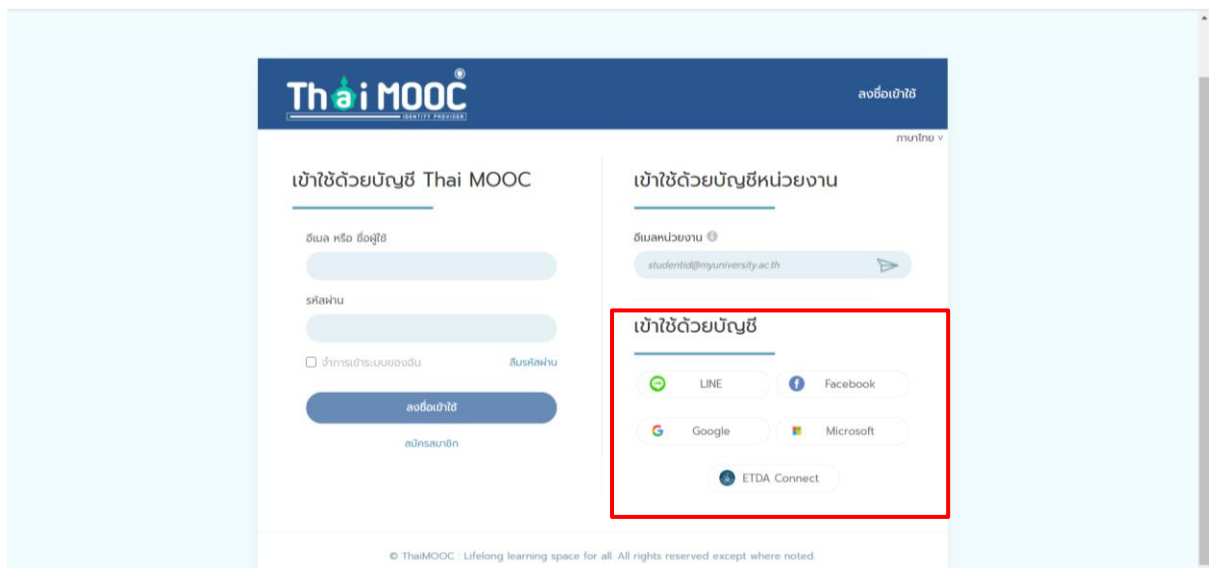 Thai MOOC
IDENTITY PROVIDER
ลงชื่อเข้าใช้
ภาษาไทย
เข้าใช้ด้วยบัญชี Thai MOOC
อีเมล หรือ ชื่อผู้ใช้
รหัสผ่าน
จำการเข้าระบบของฉัน
ลืมรหัสผ่าน
ลงชื่อเข้าใช้
สมัครสมาชิก
เข้าใช้ด้วยบัญชีหน่วยงาน
อีเมลหน่วยงาน
studentid@myuniversity.ac.th
เข้าใช้ด้วยบัญชี
LINE
Facebook
Google
Microsoft
ETDA Connect
© ThaiMOOC : Lifelong learning space for all. All rights reserved except where noted.